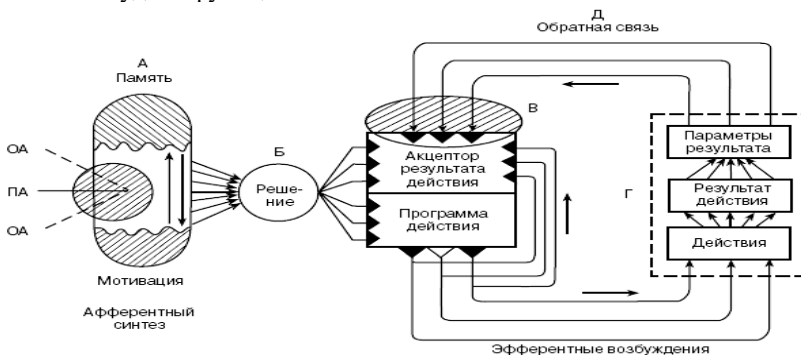 Д
Обратная связь
А
Память
В
Б
ОА
ПА
ОА
Реше-
ние
Акцептор
результата
действия
Программа
действия
Г
Параметры
результата
Результат
действия
Действия
Мотивация
Афферентный
синтез
Эфферентные возбуждения